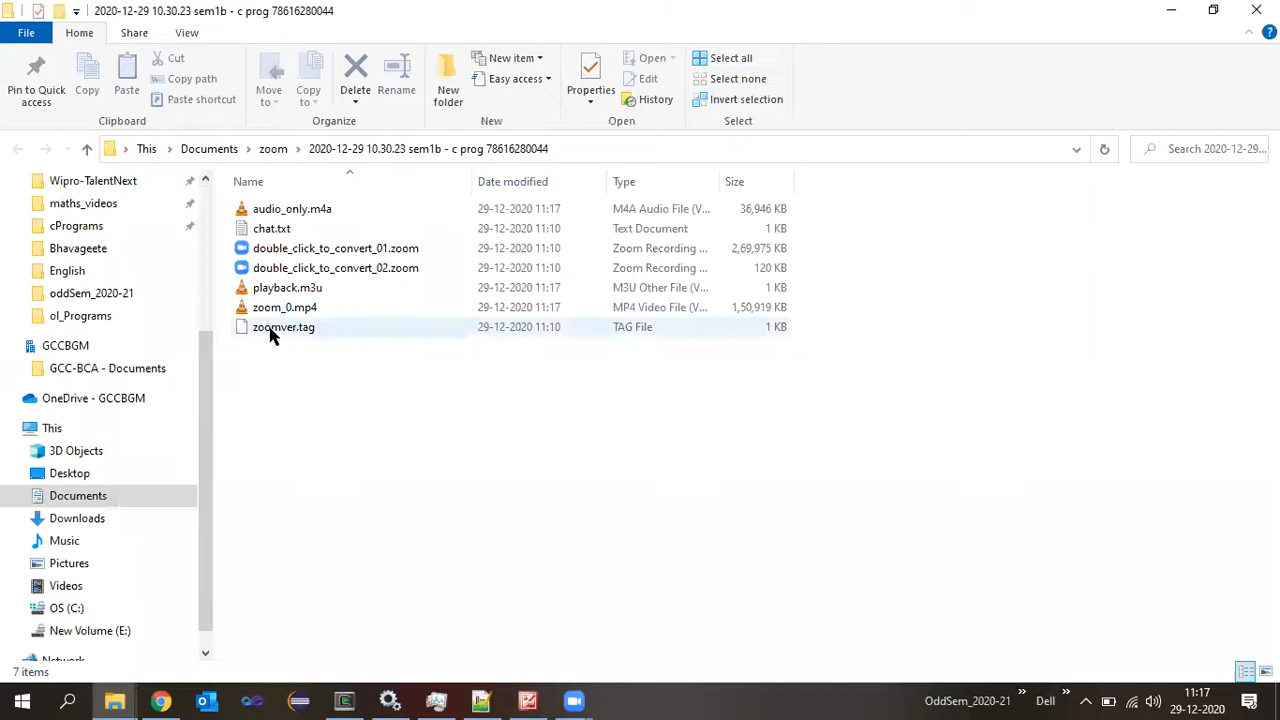 2020-12-29 10.30.23 sem1b - c prog 78616280044
File Home Share View
Pin to Quick access
Copy
Paste
Cut
Copy path
Paste shortcut
Clipboard
Move to
Copy to
Delete
Rename
Organize
New folder
New item
Easy access
New
Properties
Open
Edit
History
Open
Select all
Select none
Invert selection
Select
This Documents zoom 2020-12-29 10.30.23 sem1b - c prog 78616280044
Search 2020-12-29...
Wipro-TalentNext
maths_videos
cPrograms
Bhavageete
English
oddSem_2020-21
ol_Programs
GCCBGM
GCC-BCA - Documents
OneDrive - GCCBGM
This
3D Objects
Desktop
Documents
Downloads
Music
Pictures
Videos
OS (C:)
New Volume (E:)
Network
Name Date modified Type Size
audio_only.m4a 29-12-2020 11:17 M4A Audio File (V... 36,946 KB
chat.txt 29-12-2020 11:10 Text Document 1 KB
double_click_to_convert_01.zoom 29-12-2020 11:10 Zoom Recording ... 2,69,975 KB
double_click_to_convert_02.zoom 29-12-2020 11:10 Zoom Recording ... 120 KB
playback.m3u 29-12-2020 11:17 M3U Other File (V... 1 KB
zoom_0.mp4 29-12-2020 11:17 MP4 Video File (V... 1,50,919 KB
zoomver.tag 29-12-2020 11:10 TAG File 1 KB
7 items
OddSem_2020-21 Dell
11:17
29-12-2020